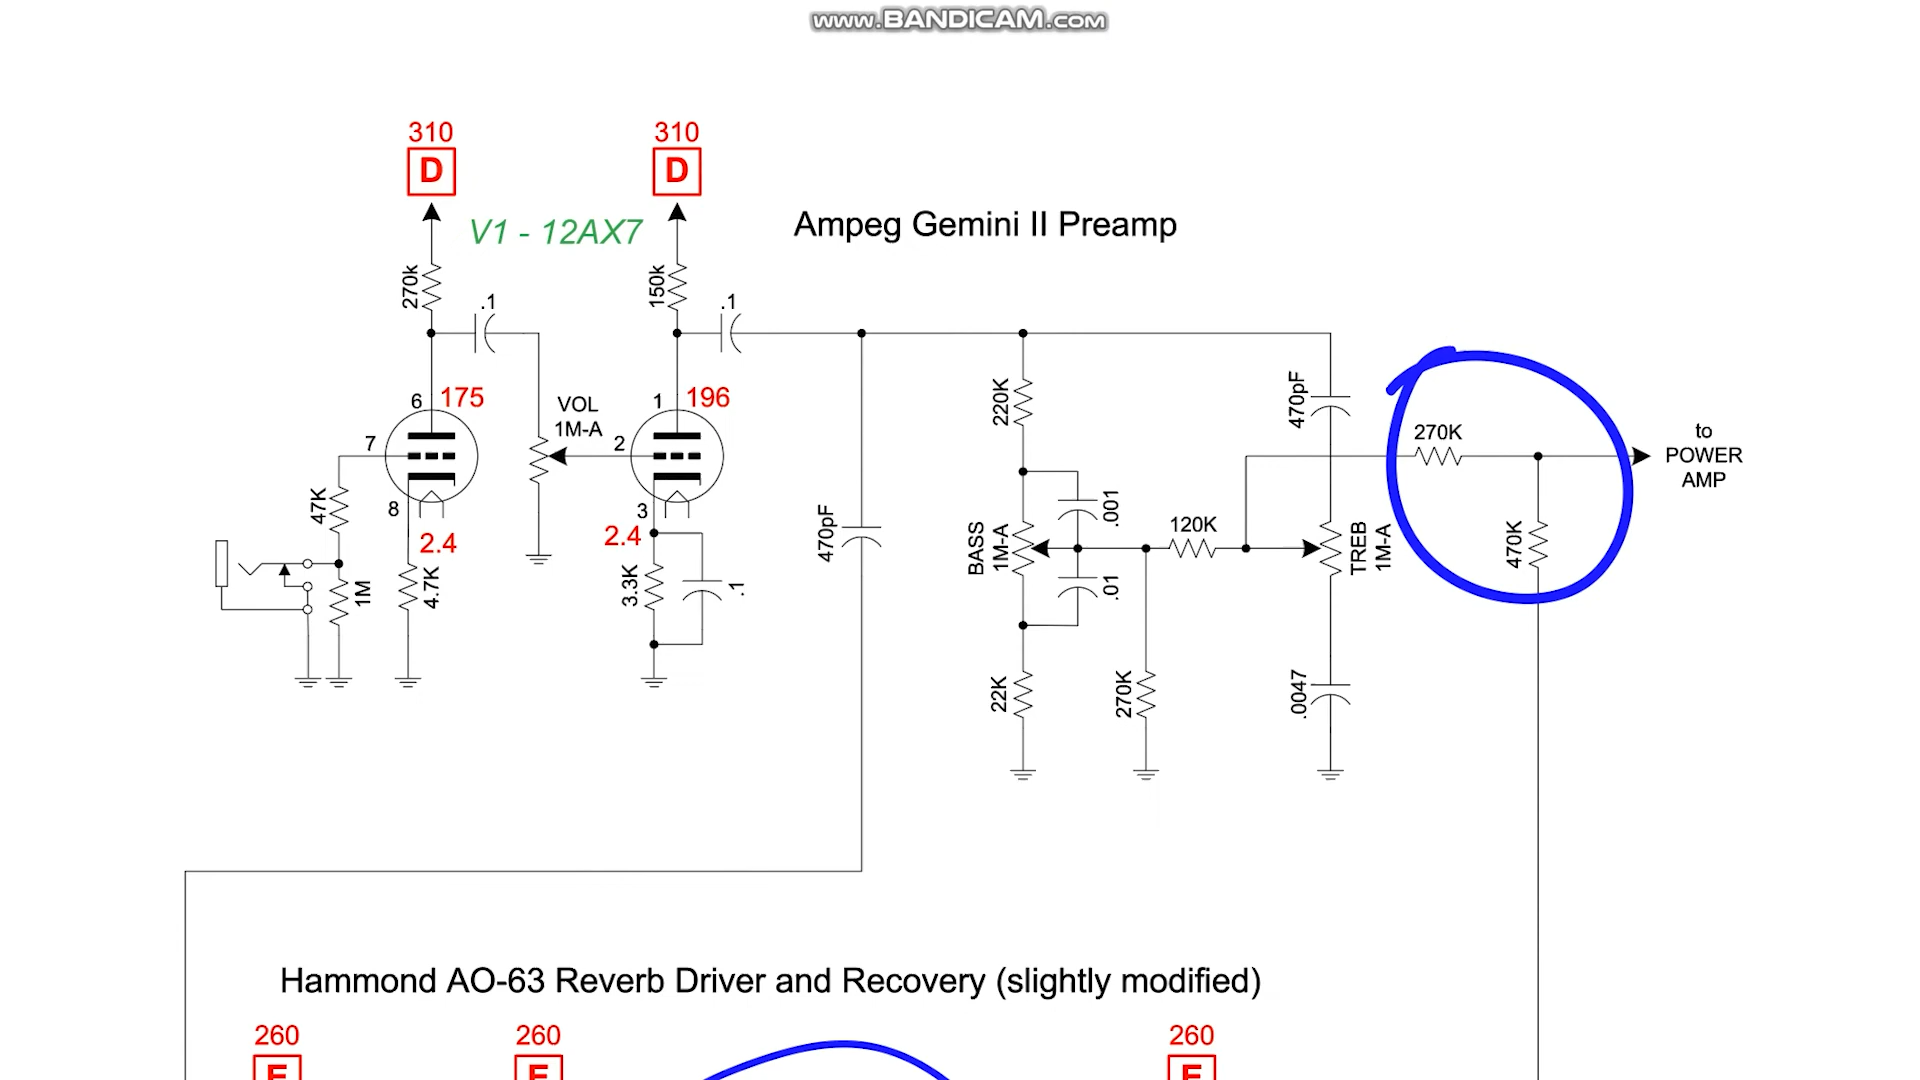 www.BANDICAM.com
310
D
310
D
V1 - 12AX7
Ampeg Gemini II Preamp
270k
.1
150k
.1
6
175
VOL
1M-A
1
196
7
2
47K
8
2.4
3
2.4
1M
4.7K
3.3K
.1
470pF
220K
470pF
270K
to
POWER
AMP
BASS
1M-A
.001
.01
120K
TREB
1M-A
470K
22K
270K
.0047
Hammond AO-63 Reverb Driver and Recovery (slightly modified)
260
260
260